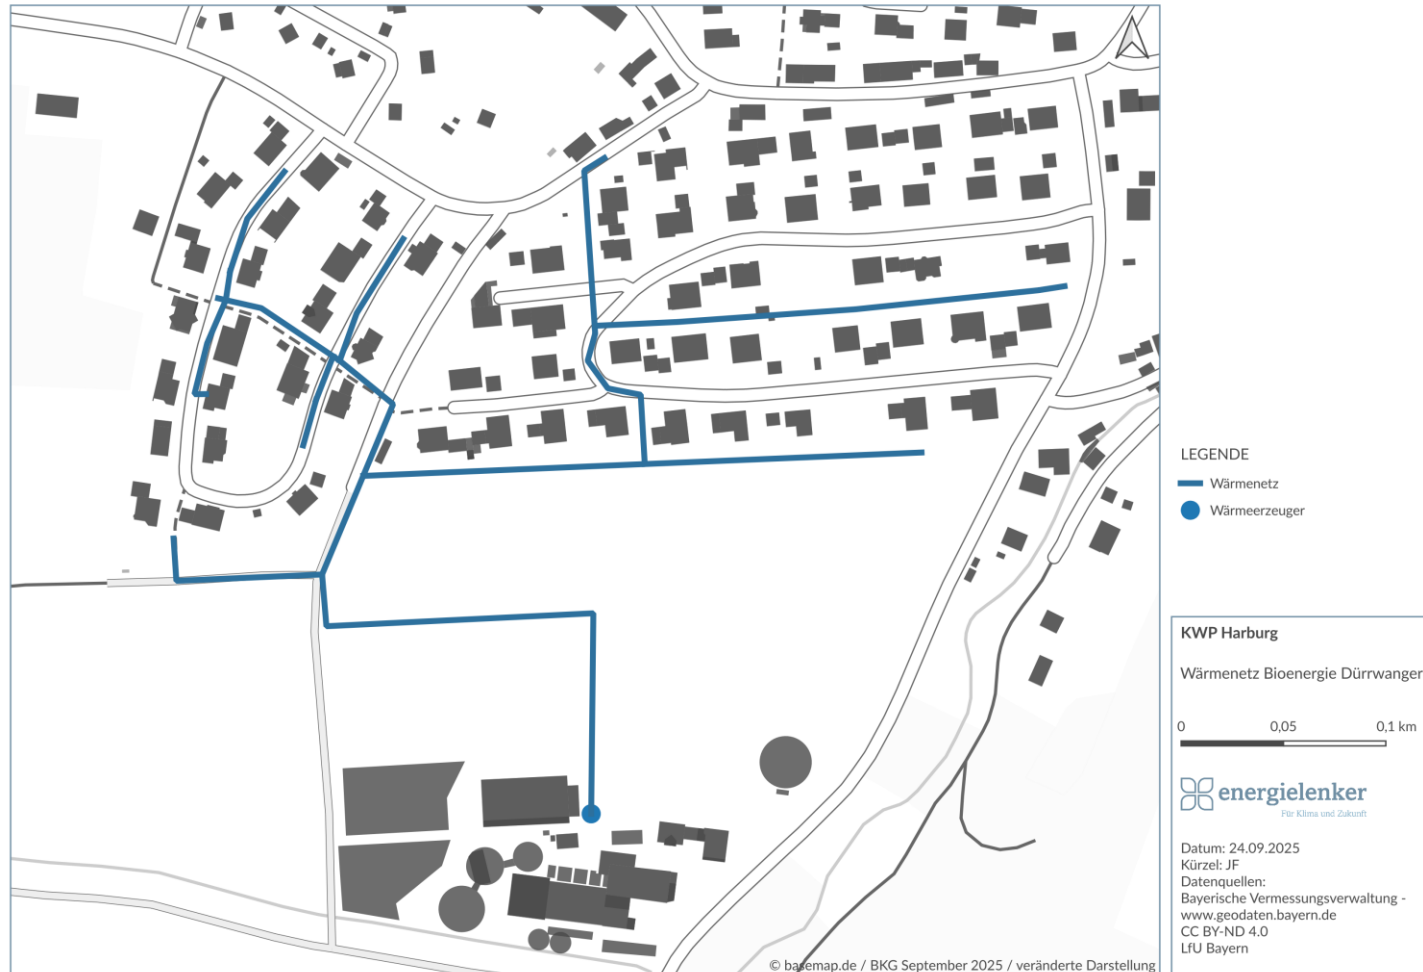 LEGENDE
Wärmenetz
Wärmeerzeuger
KWP Harburg
Wärmenetz Bioenergie Dürrwanger
0 0,05 0,1 km
energielenker
Für Klima und Zukunft
Datum: 24.09.2025
Kürzel: JF
Datenquellen:
Bayerische Vermessungsverwaltung -
www.geodaten.bayern.de
CC BY-ND 4.0
LfU Bayern
© basemap.de / BKG September 2025 / veränderte Darstellung